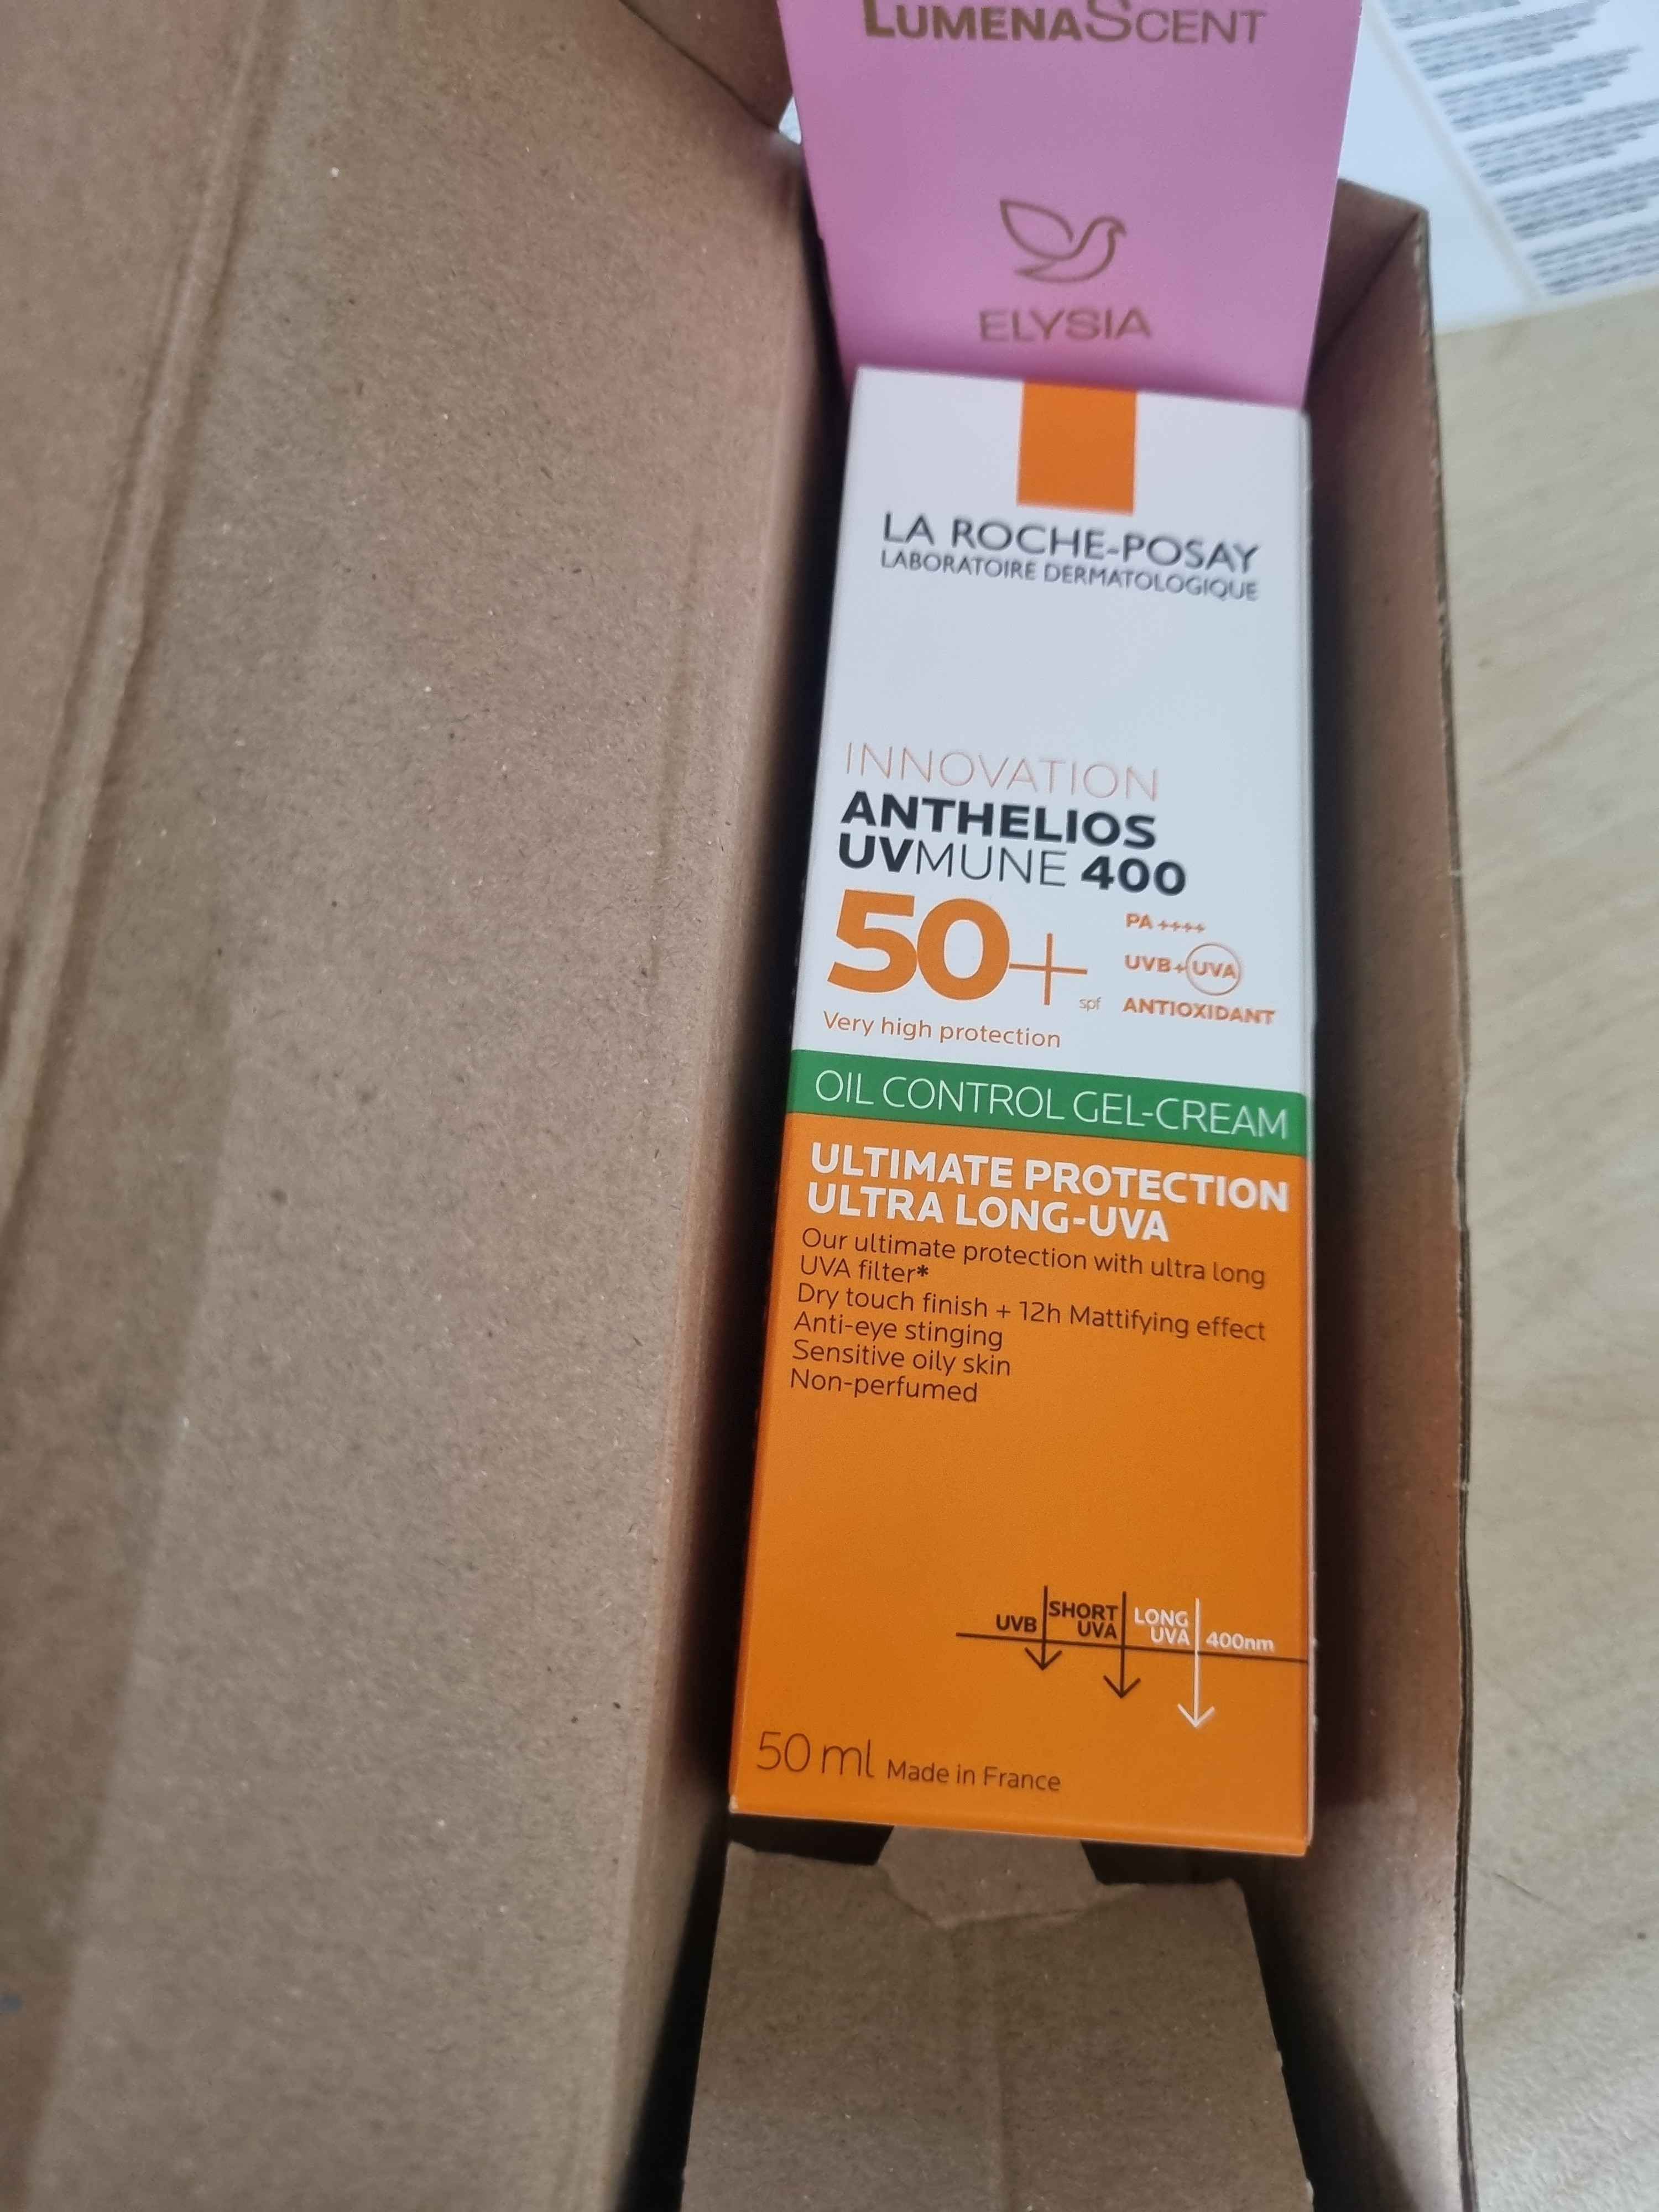 LUMENASCENT
ELYSIA
LA ROCHE-POSAY
LABORATOIRE DERMATOLOGIQUE
INNOVATION
ANTHELIOS
UVMUNE 400
50+
spf
PA ++++
UVB+UVA
ANTIOXIDANT
Very high protection
OIL CONTROL GEL-CREAM
ULTIMATE PROTECTION
ULTRA LONG-UVA
Our ultimate protection with ultra long
UVA filter*
Dry touch finish + 12h Mattifying effect
Anti-eye stinging
Sensitive oily skin
Non-perfumed
UVB
SHORT
UVA
LONG
UVA
400nm
50 ml Made in France